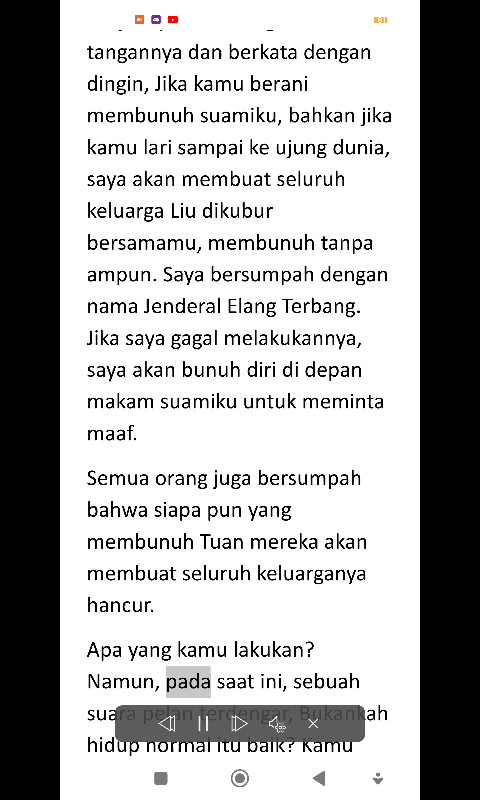 tangannya dan berkata dengan
dingin, Jika kamu berani
membunuh suamiku, bahkan jika
kamu lari sampai ke ujung dunia,
saya akan membuat seluruh
keluarga Liu dikubur
bersamamu, membunuh tanpa
ampun. Saya bersumpah dengan
nama Jenderal Elang Terbang.
Jika saya gagal melakukannya,
saya akan bunuh diri di depan
makam suamiku untuk meminta
maaf.
Semua orang juga bersumpah
bahwa siapa pun yang
membunuh Tuan mereka akan
membuat seluruh keluarganya
hancur.
Apa yang kamu lakukan?
Namun, pada saat ini, sebuah
suara pelan terdengar, Bukankah
hidup normal itu baik? Kamu